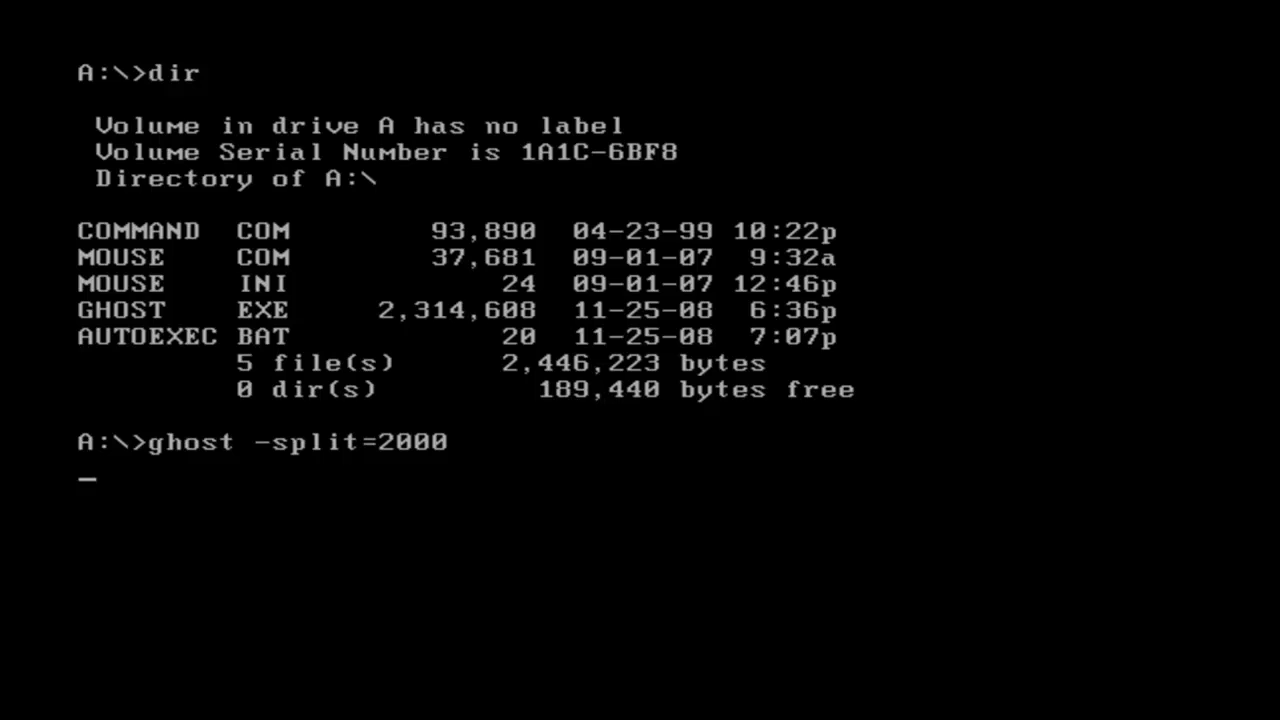 A:\>dir
Volume in drive A has no label
Volume Serial Number is 1A1C-6BF8
Directory of A:\
COMMAND COM 93,890 04-23-99 10:22p
MOUSE COM 37,681 09-01-07 9:32a
MOUSE INI 24 09-01-07 12:46p
GHOST EXE 2,314,608 11-25-08 6:36p
AUTOEXEC BAT 20 11-25-08 7:07p
5 file(s) 2,446,223 bytes
0 dir(s) 189,440 bytes free
A:\>ghost -split=2000
_